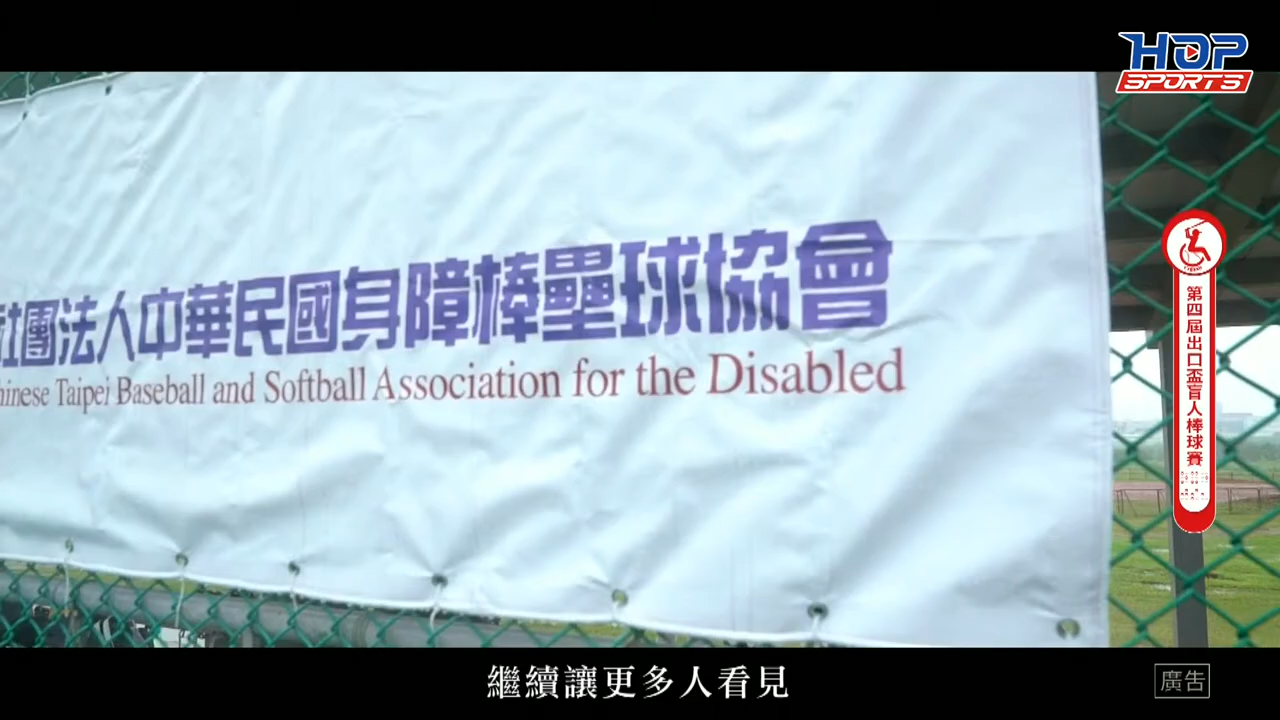 HOP
SPORTS
社團法人中華民國身障棒壘球協會
hinese Taipei Baseball and Softball Association for the Disabled
第四屆出口盃盲人棒球賽
繼續讓更多人看見
廣告